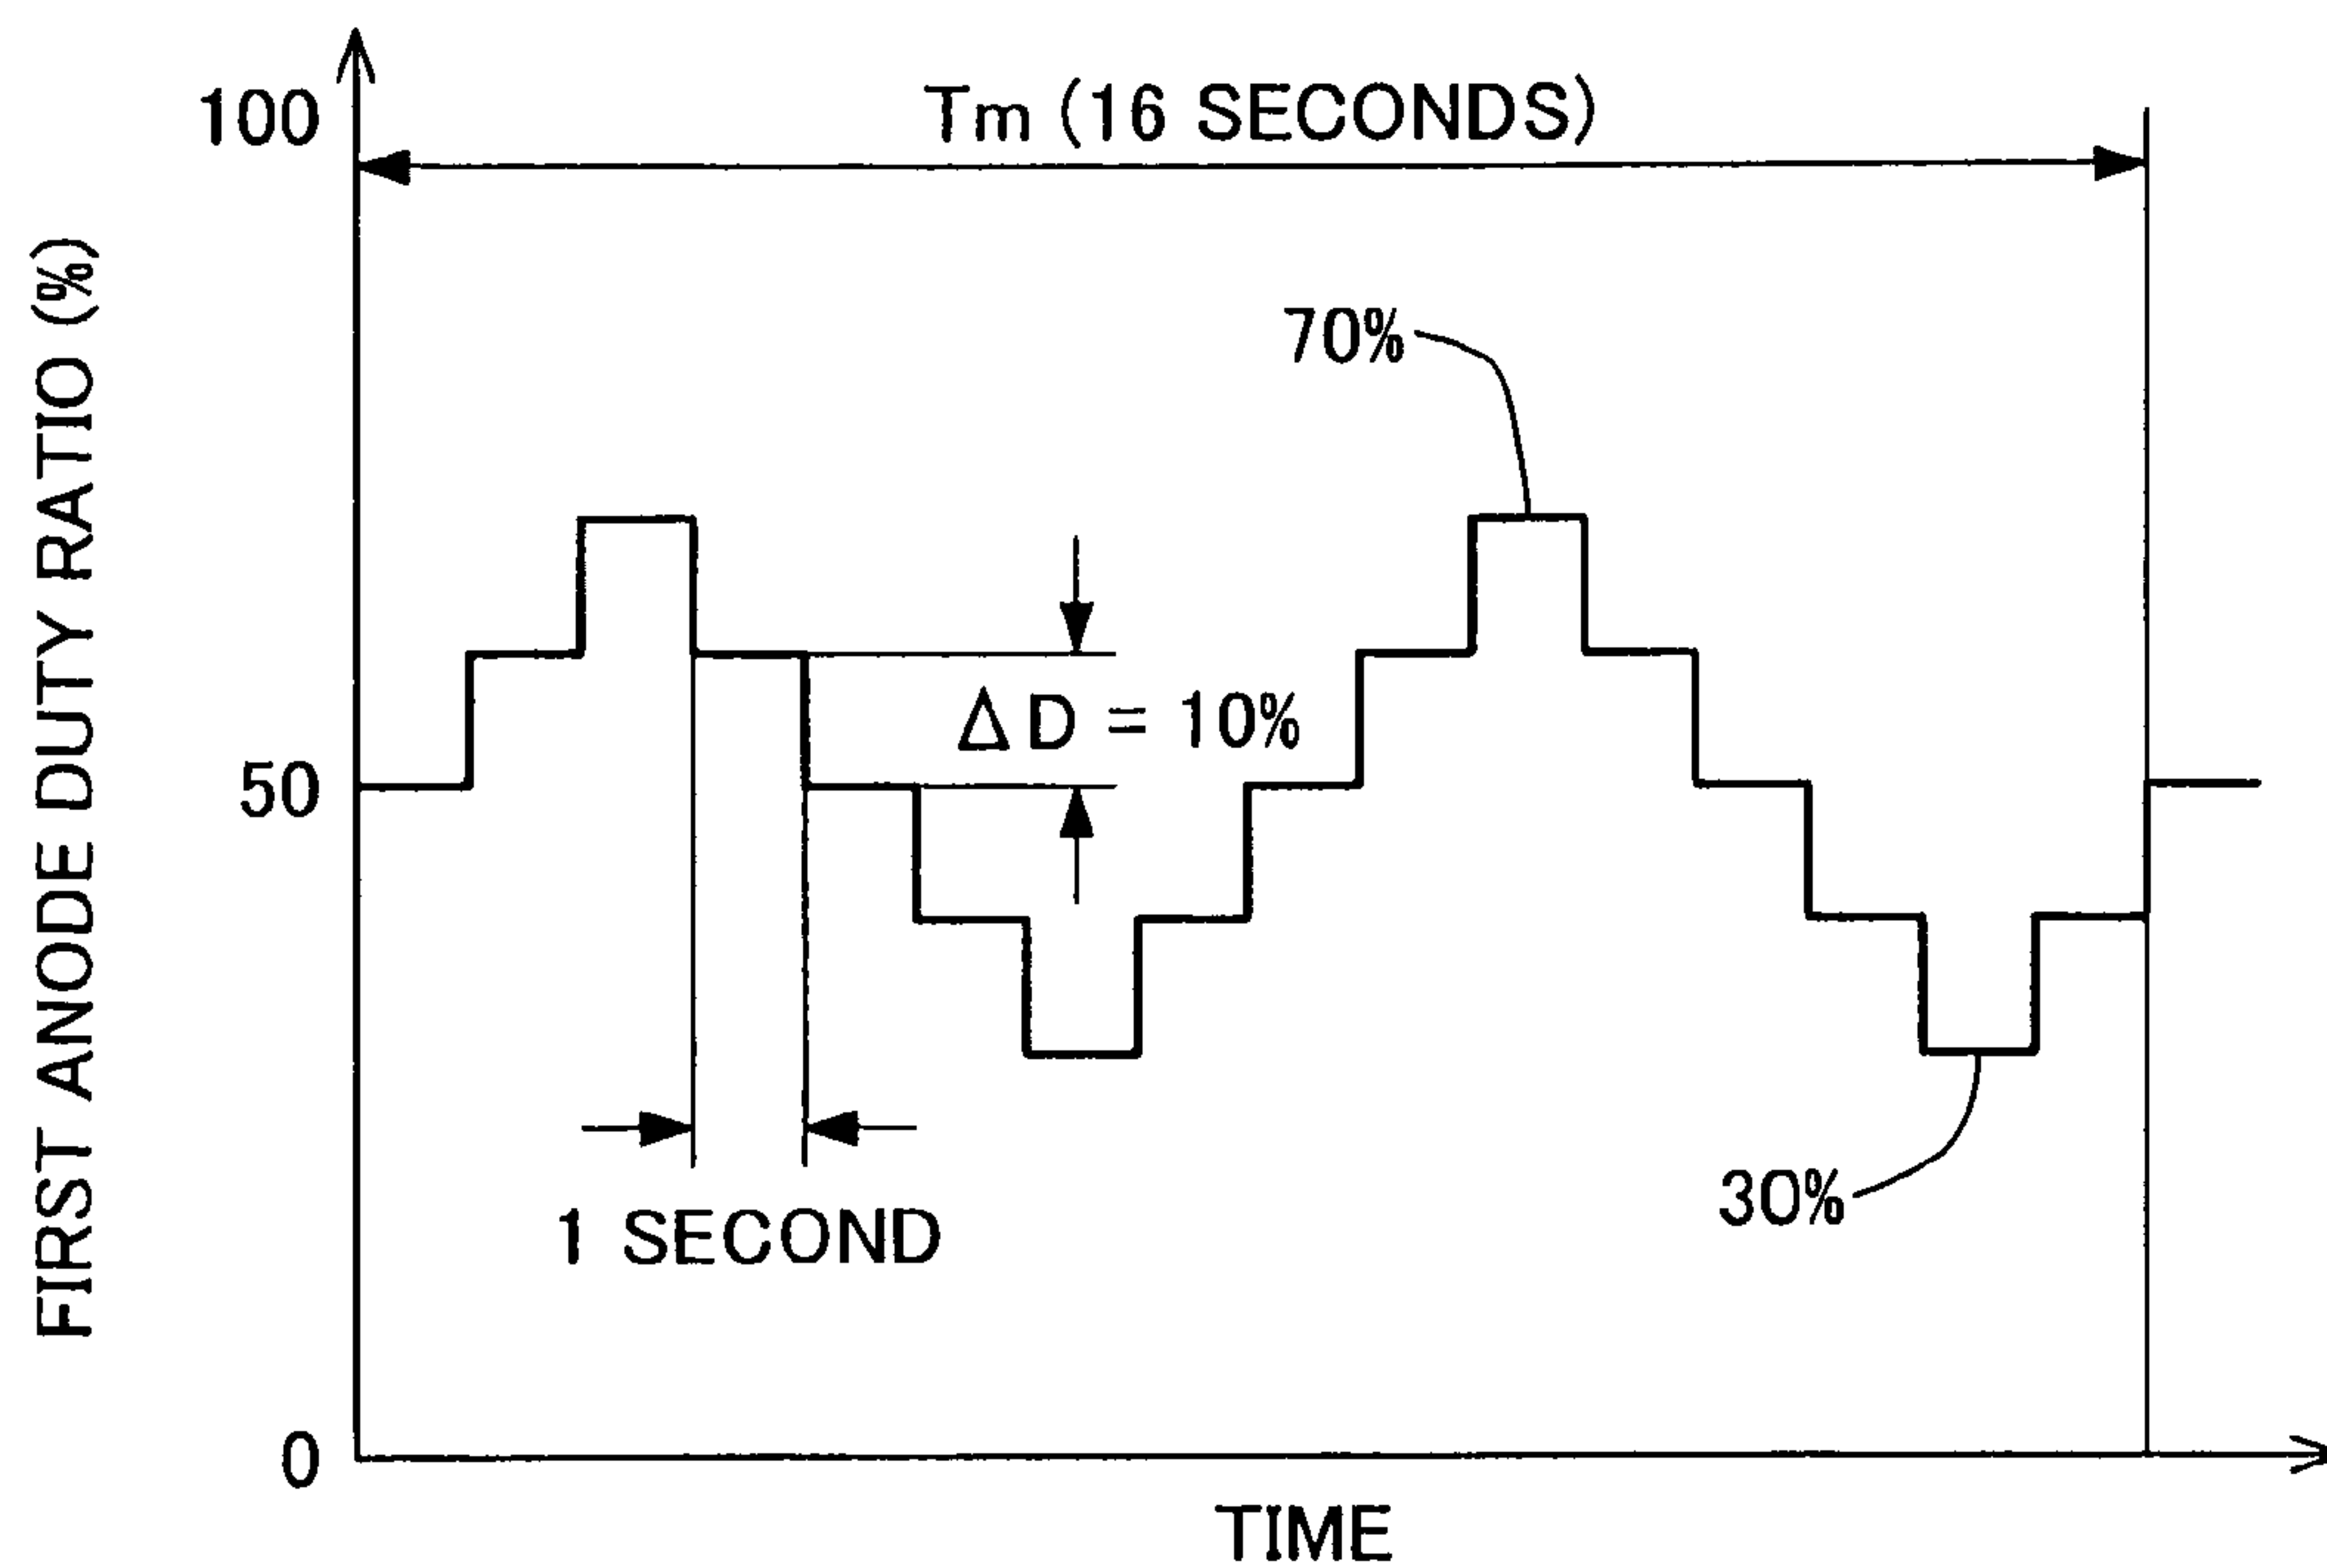 100
Tm (16 SECONDS)
FIRST ANODE DUTY RATIO (%)
70%
ΔD = 10%
50
1 SECOND
30%
0
TIME